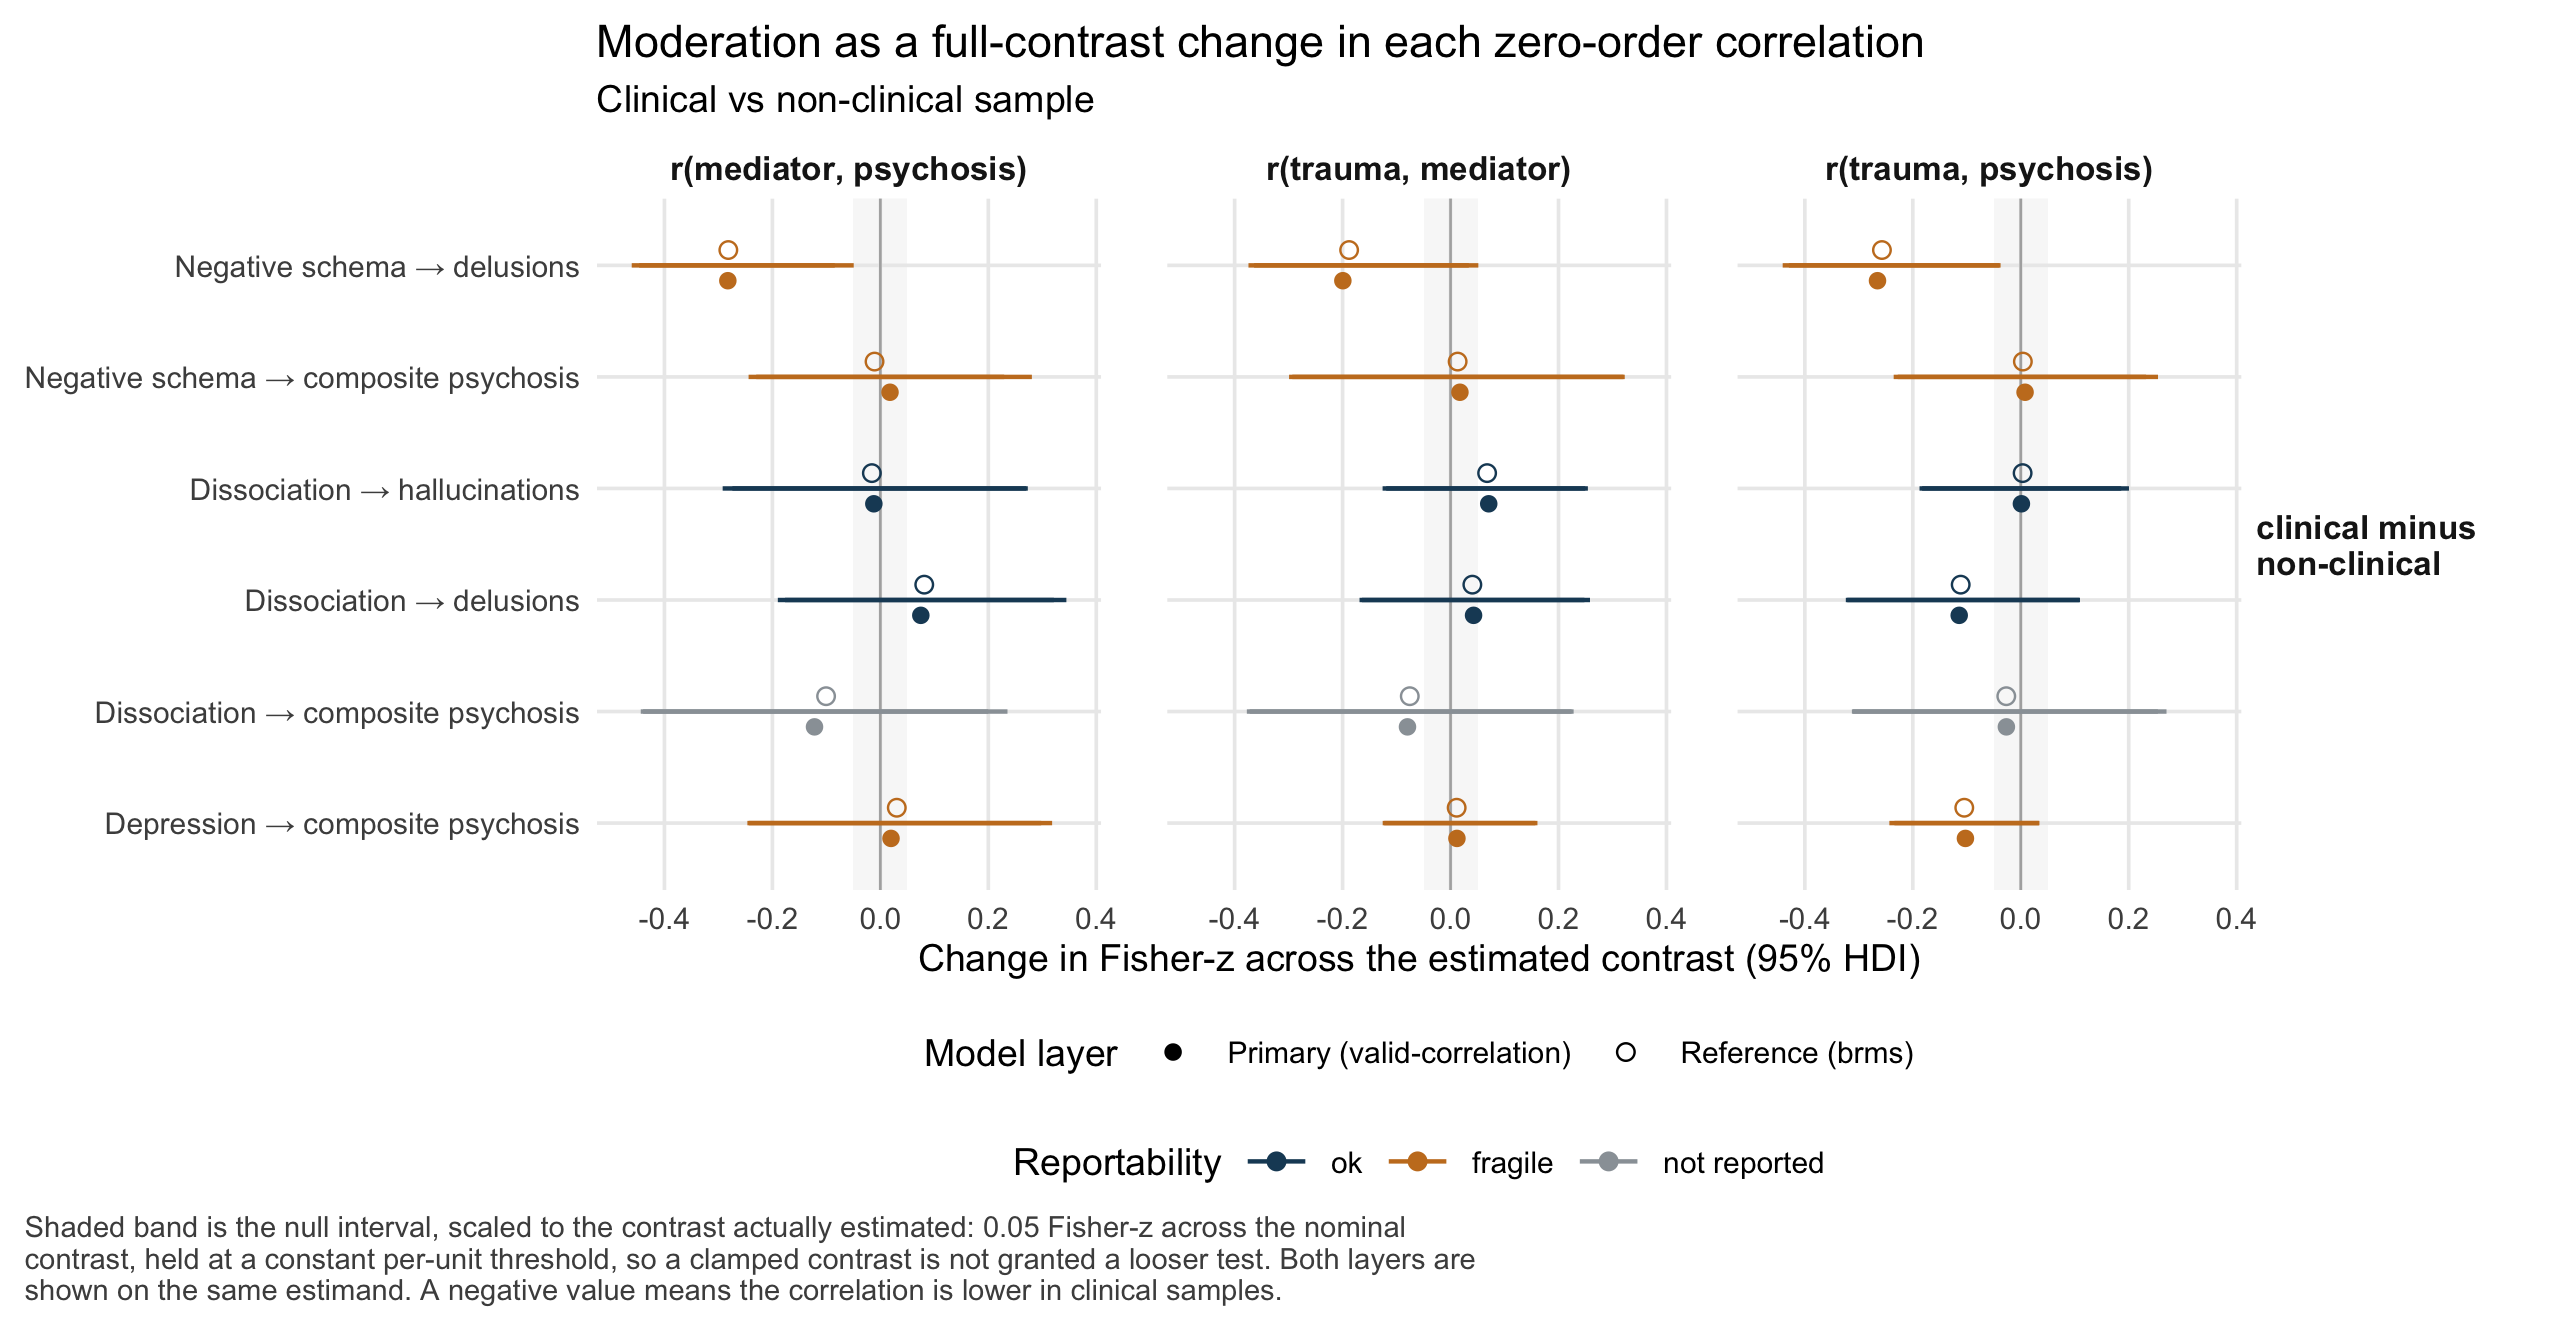 Moderation as a full-contrast change in each zero-order correlation
Clinical vs non-clinical sample
r(mediator, psychosis)
r(trauma, mediator)
r(trauma, psychosis)
Negative schema → delusions
Negative schema → composite psychosis
Dissociation → hallucinations
Dissociation → delusions
Dissociation → composite psychosis
Depression → composite psychosis
clinical minus
non-clinical
-0.4 -0.2 0.0 0.2 0.4
-0.4 -0.2 0.0 0.2 0.4
-0.4 -0.2 0.0 0.2 0.4
Change in Fisher-z across the estimated contrast (95% HDI)
Model layer Primary (valid-correlation) Reference (brms)
Reportability ok fragile not reported
Shaded band is the null interval, scaled to the contrast actually estimated: 0.05 Fisher-z across the nominal
contrast, held at a constant per-unit threshold, so a clamped contrast is not granted a looser test. Both layers are
shown on the same estimand. A negative value means the correlation is lower in clinical samples.